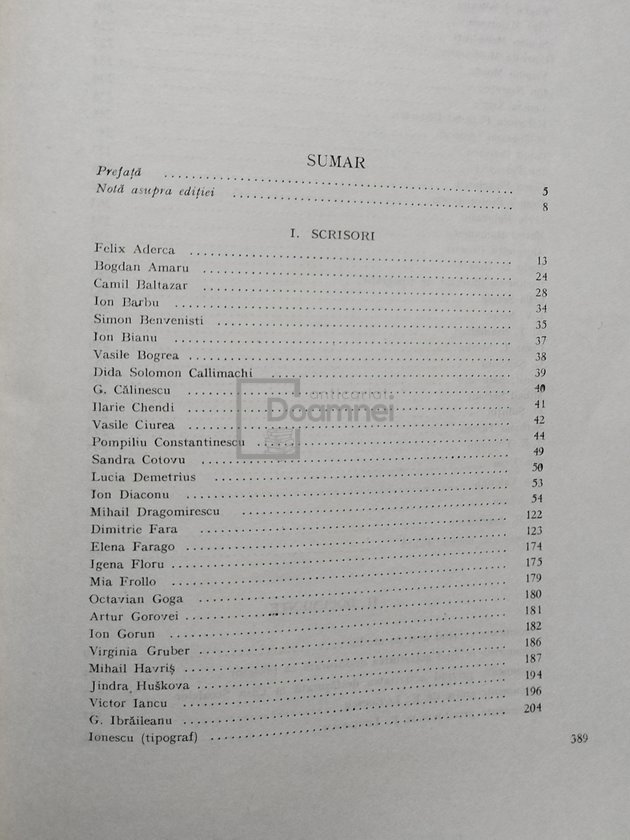 SUMAR
Prefață ........ 5
Notă asupra ediției ........ 8
I. SCRISORI
Felix Aderca ........ 13
Bogdan Amaru ........ 24
Camil Baltazar ........ 28
Ion Barbu ........ 34
Simon Benvenisti ........ 35
Ion Bianu ........ 37
Vasile Bogrea ........ 38
Dida Solomon Callimachi ........ 39
G. Călinescu ........ 40
Ilarie Chendi ........ 41
Vasile Ciurea ........ 42
Pompiliu Constantinescu ........ 44
Sandra Cotovu ........ 49
Lucia Demetrius ........ 50
Ion Diaconu ........ 53
Mihail Dragomirescu ........ 54
Dimitrie Fara ........ 122
Elena Farago ........ 123
Igena Floru ........ 174
Mia Frollo ........ 175
Octavian Goga ........ 179
Artur Gorovei ........ 180
Ion Gorun ........ 181
Virginia Gruber ........ 182
Mihail Havriș ........ 186
Jindra Huškova ........ 187
Victor Iancu ........ 194
G. Ibrăileanu ........ 196
Ionescu (tipograf) ........ 204
389
anticariat
Doamnei